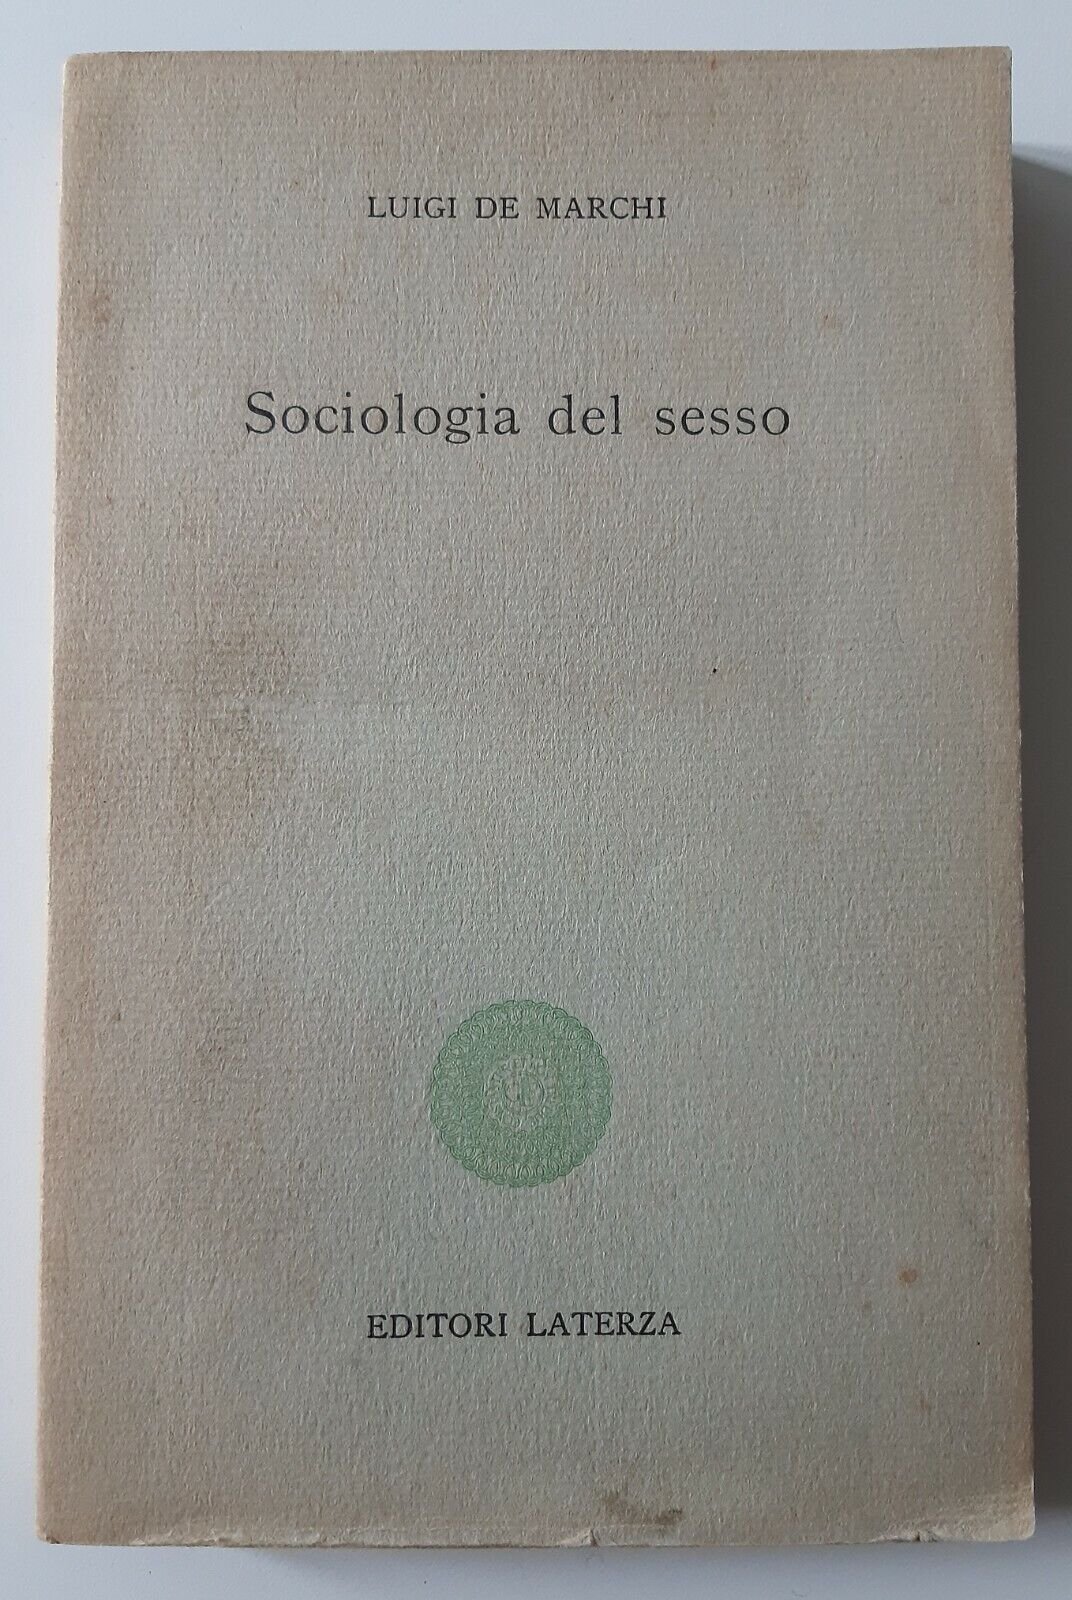 LUIGI DE MARCHI
Sociologia del sesso
EDITORI LATERZA